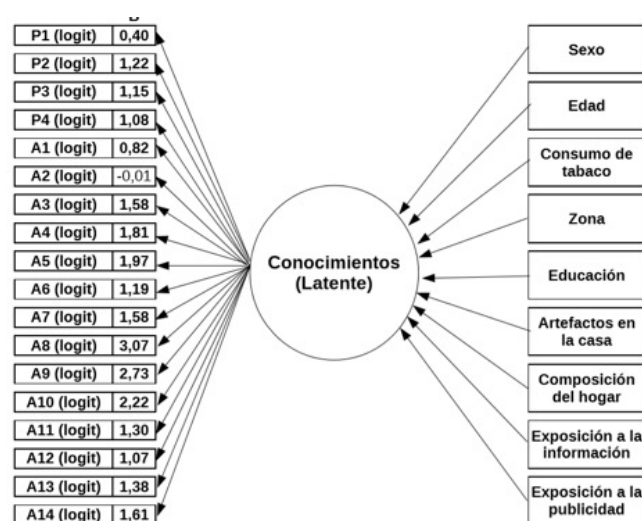 P1 (logit) 0,40
P2 (logit) 1,22
P3 (logit) 1,15
P4 (logit) 1,08
A1 (logit) 0,82
A2 (logit) -0,01
A3 (logit) 1,58
A4 (logit) 1,81
A5 (logit) 1,97
A6 (logit) 1,19
A7 (logit) 1,58
A8 (logit) 3,07
A9 (logit) 2,73
A10 (logit) 2,22
A11 (logit) 1,30
A12 (logit) 1,07
A13 (logit) 1,38
A14 (logit) 1,61
Conocimientos
(Latente)
Sexo
Edad
Consumo de
tabaco
Zona
Educación
Artefactos en
la casa
Composición
del hogar
Exposición a la
información
Exposición a la
publicidad